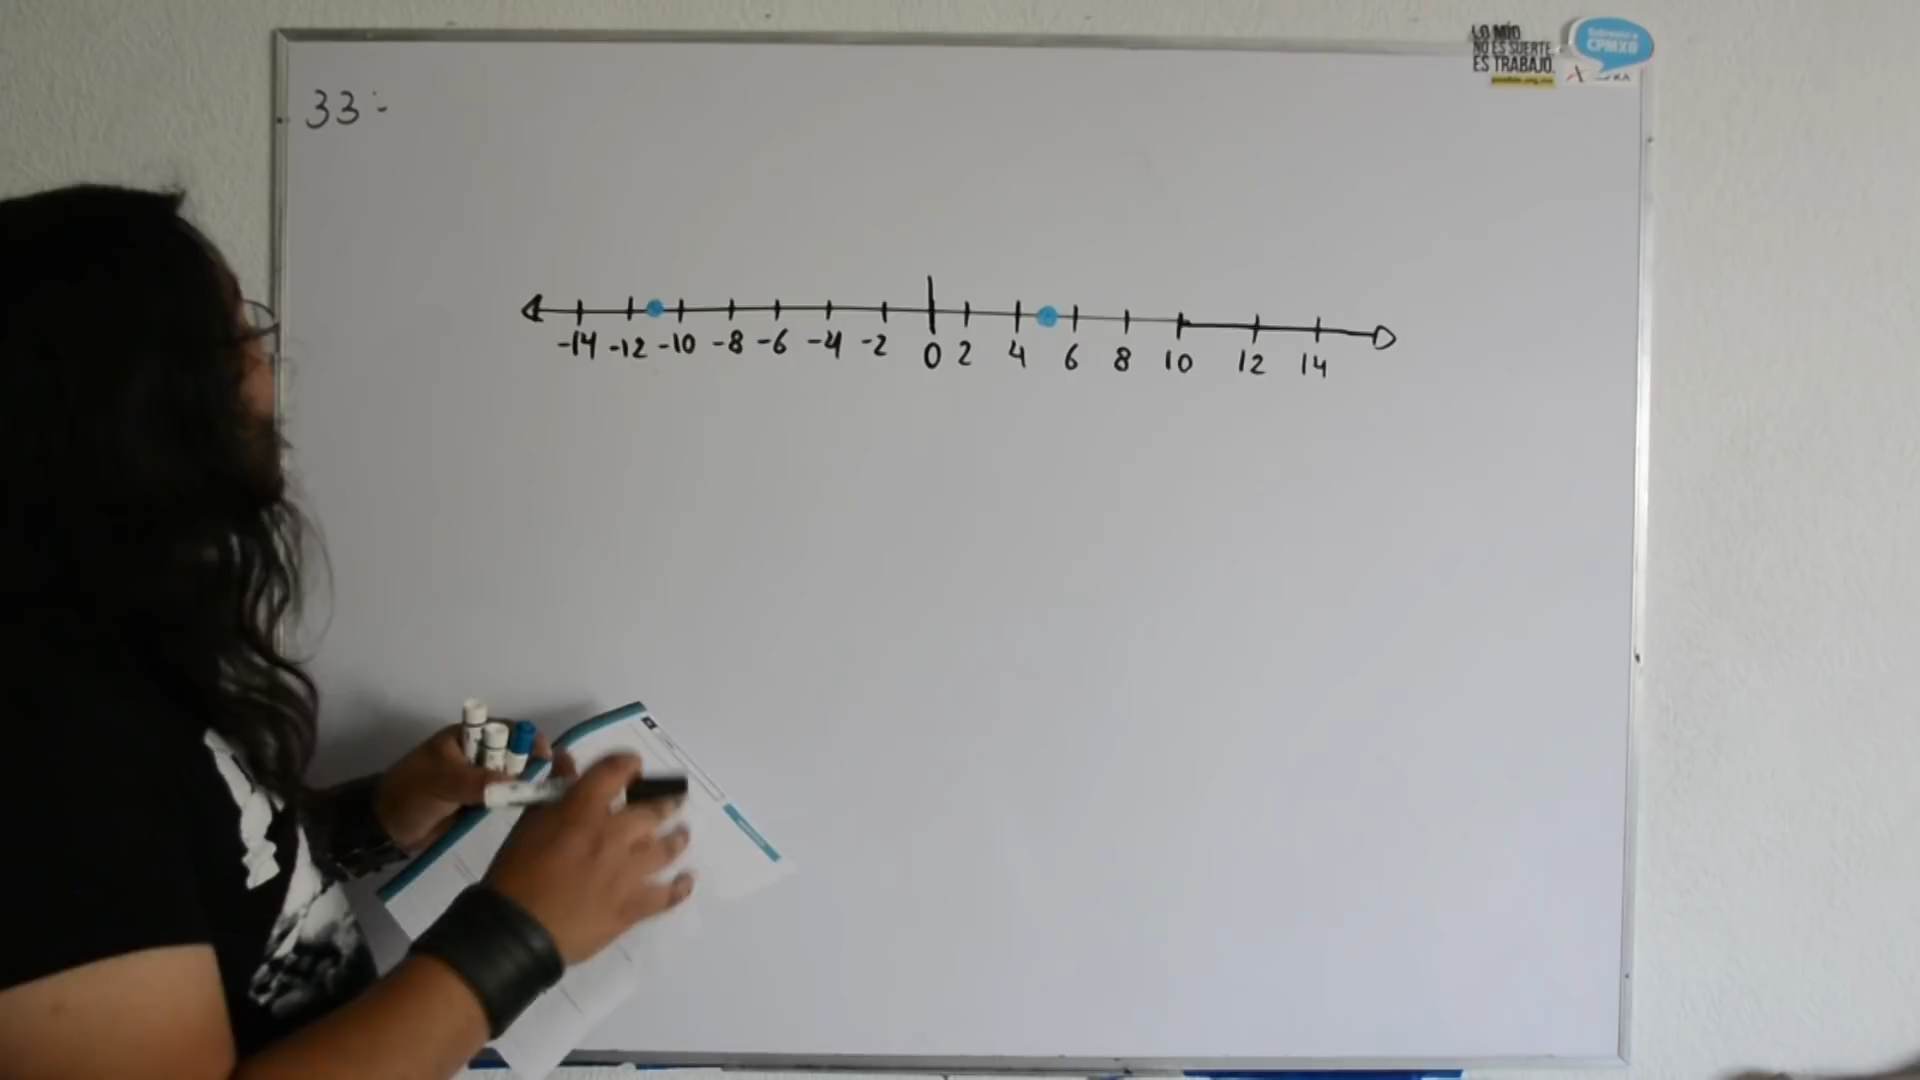 33:-
-14 -12 -10 -8 -6 -4 -2 0 2 4 6 8 10 12 14
LO MÍO
NO ES SUERTE
ES TRABAJO.
CPMX8